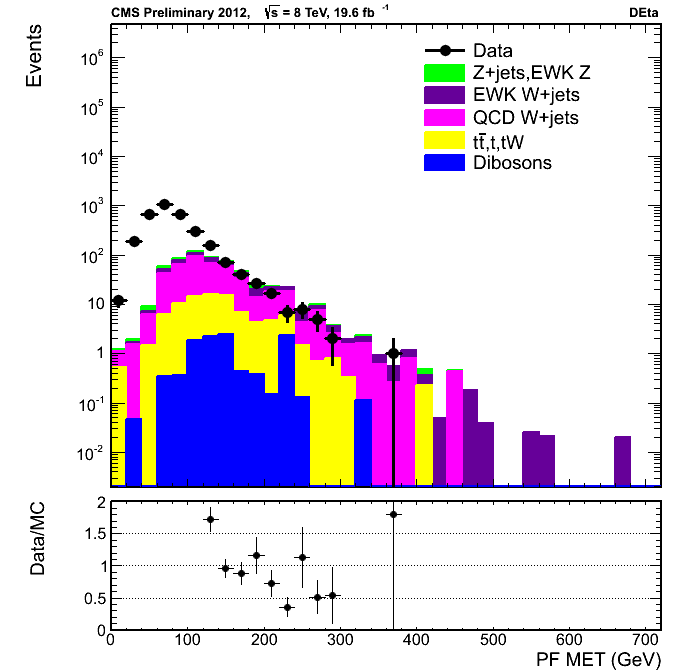 CMS Preliminary 2012, √s = 8 TeV, 19.6 fb⁻¹ DEta
Events
Data
Z+jets,EWK Z
EWK W+jets
QCD W+jets
tt̄,t,tW
Dibosons
10⁶
10⁵
10⁴
10³
10²
10
1
10⁻¹
10⁻²
Data/MC
2
1.5
1
0.5
0
0 100 200 300 400 500 600 700
PF MET (GeV)